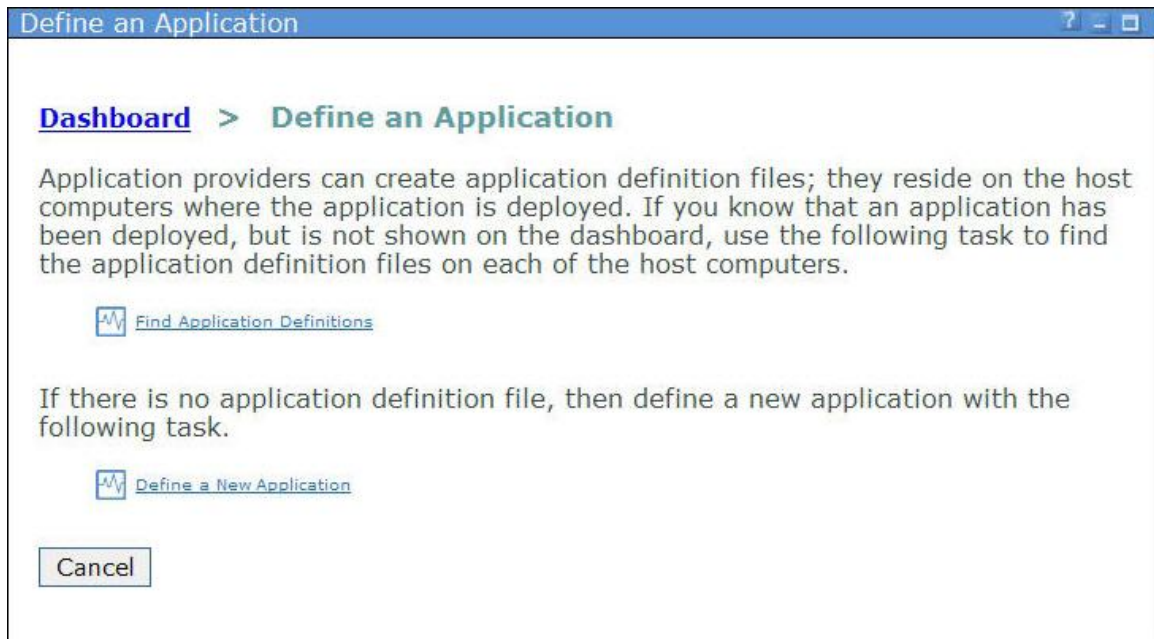 Define an Application
?
Dashboard > Define an Application
Application providers can create application definition files; they reside on the host
computers where the application is deployed. If you know that an application has
been deployed, but is not shown on the dashboard, use the following task to find
the application definition files on each of the host computers.
Find Application Definitions
If there is no application definition file, then define a new application with the
following task.
Define a New Application
Cancel